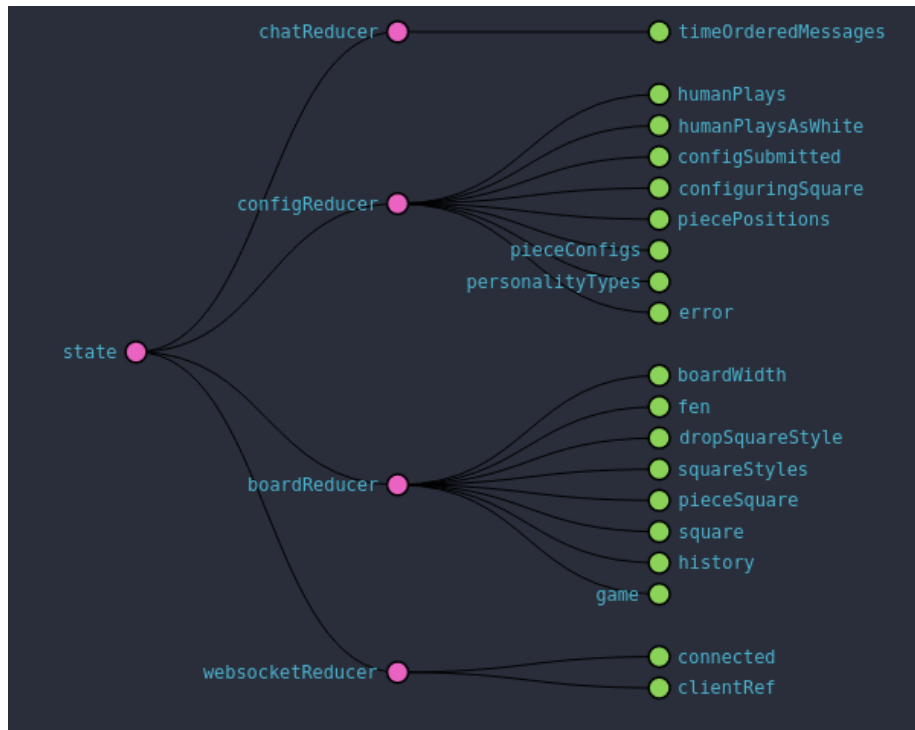 chatReducer
timeOrderedMessages
humanPlays
humanPlaysAsWhite
configSubmitted
configuringSquare
configReducer
piecePositions
pieceConfigs
personalityTypes
error
state
boardWidth
fen
dropSquareStyle
squareStyles
boardReducer
pieceSquare
square
history
game
connected
websocketReducer
clientRef